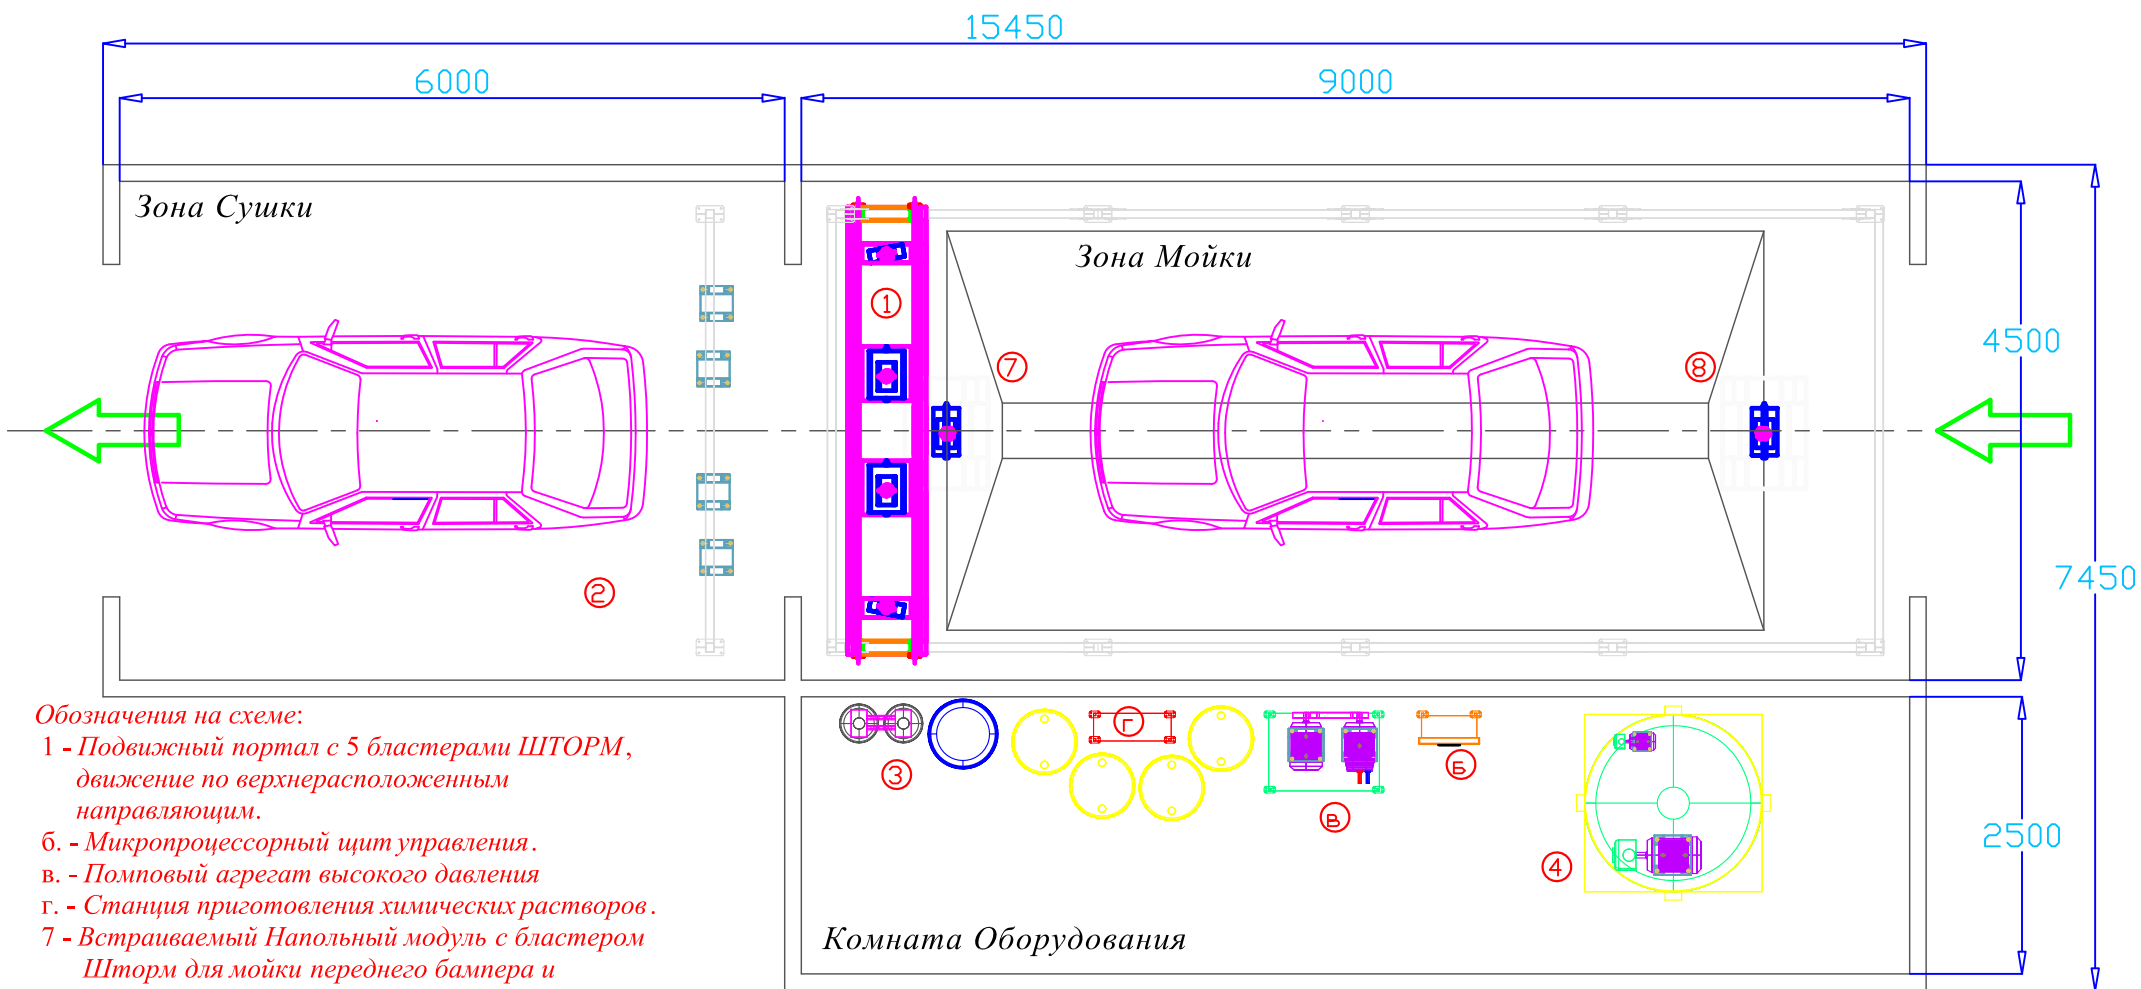 15450
6000
9000
Зона Сушки
Зона Мойки
1
7
8
4500
7450
2
Обозначения на схеме:
1 - Подвижный портал с 5 бластерами ШТОРМ,
движение по верхнерасположенным
направляющим.
б. - Микропроцессорный щит управления.
в. - Помповый агрегат высокого давления
г. - Станция приготовления химических растворов.
7 - Встраиваемый Напольный модуль с бластером
Шторм для мойки переднего бампера и
3
Г
В
Б
4
2500
Комната Оборудования